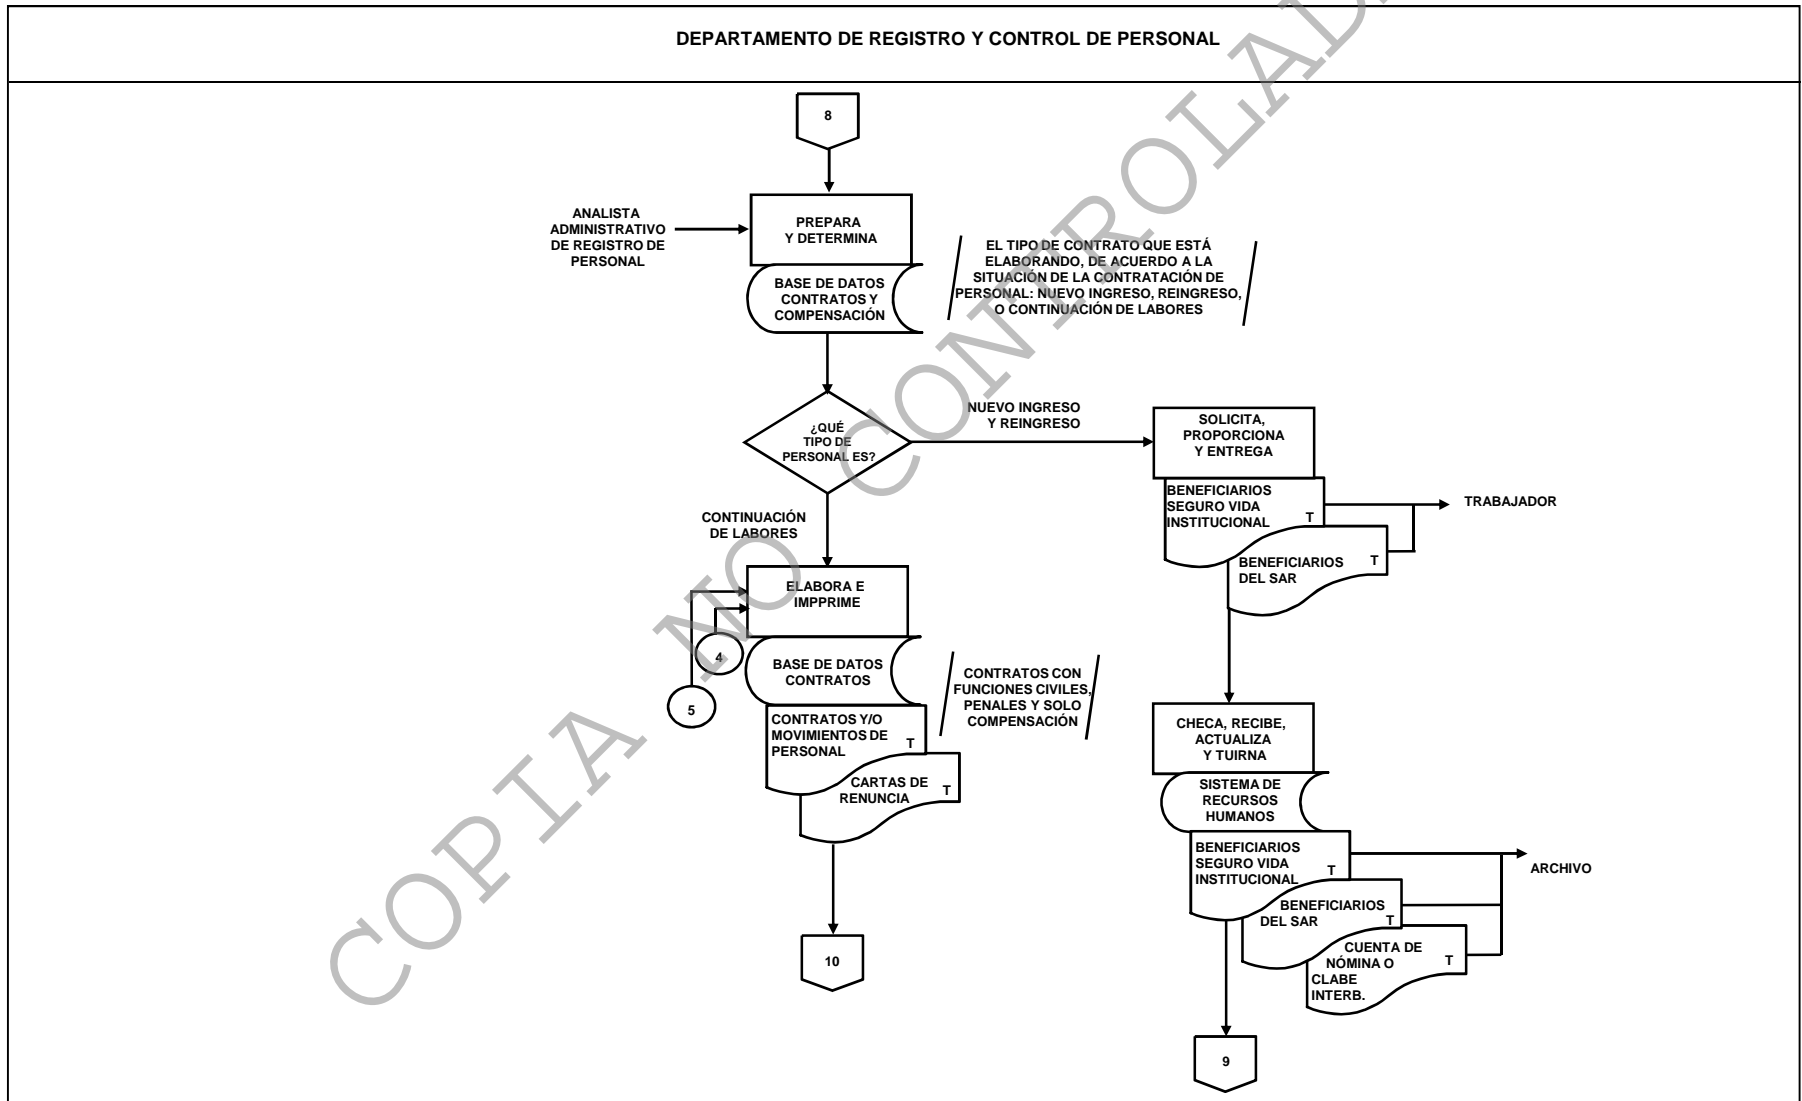 DEPARTAMENTO DE REGISTRO Y CONTROL DE PERSONAL
8
ANALISTA
ADMINISTRATIVO
DE REGISTRO DE
PERSONAL
PREPARA
Y DETERMINA
BASE DE DATOS
CONTRATOS Y
COMPENSACIÓN
EL TIPO DE CONTRATO QUE ESTÁ
ELABORANDO, DE ACUERDO A LA
SITUACIÓN DE LA CONTRATACIÓN DE
PERSONAL: NUEVO INGRESO, REINGRESO,
O CONTINUACIÓN DE LABORES
¿QUÉ
TIPO DE
PERSONAL ES?
NUEVO INGRESO
Y REINGRESO
SOLICITA,
PROPORCIONA
Y ENTREGA
BENEFICIARIOS
SEGURO VIDA
INSTITUCIONAL
T
BENEFICIARIOS
DEL SAR
T
TRABAJADOR
CONTINUACIÓN
DE LABORES
ELABORA E
IMPPRIME
4
5
BASE DE DATOS
CONTRATOS
CONTRATOS CON
FUNCIONES CIVILES,
PENALES Y SOLO
COMPENSACIÓN
CONTRATOS Y/O
MOVIMIENTOS DE
PERSONAL
T
CARTAS DE
RENUNCIA
T
10
CHECA, RECIBE,
ACTUALIZA
Y TUIRNA
SISTEMA DE
RECURSOS
HUMANOS
BENEFICIARIOS
SEGURO VIDA
INSTITUCIONAL
T
BENEFICIARIOS
DEL SAR
T
CUENTA DE
NÓMINA O
CLABE
INTERB.
T
ARCHIVO
9
COPIA NO CONTROLAD